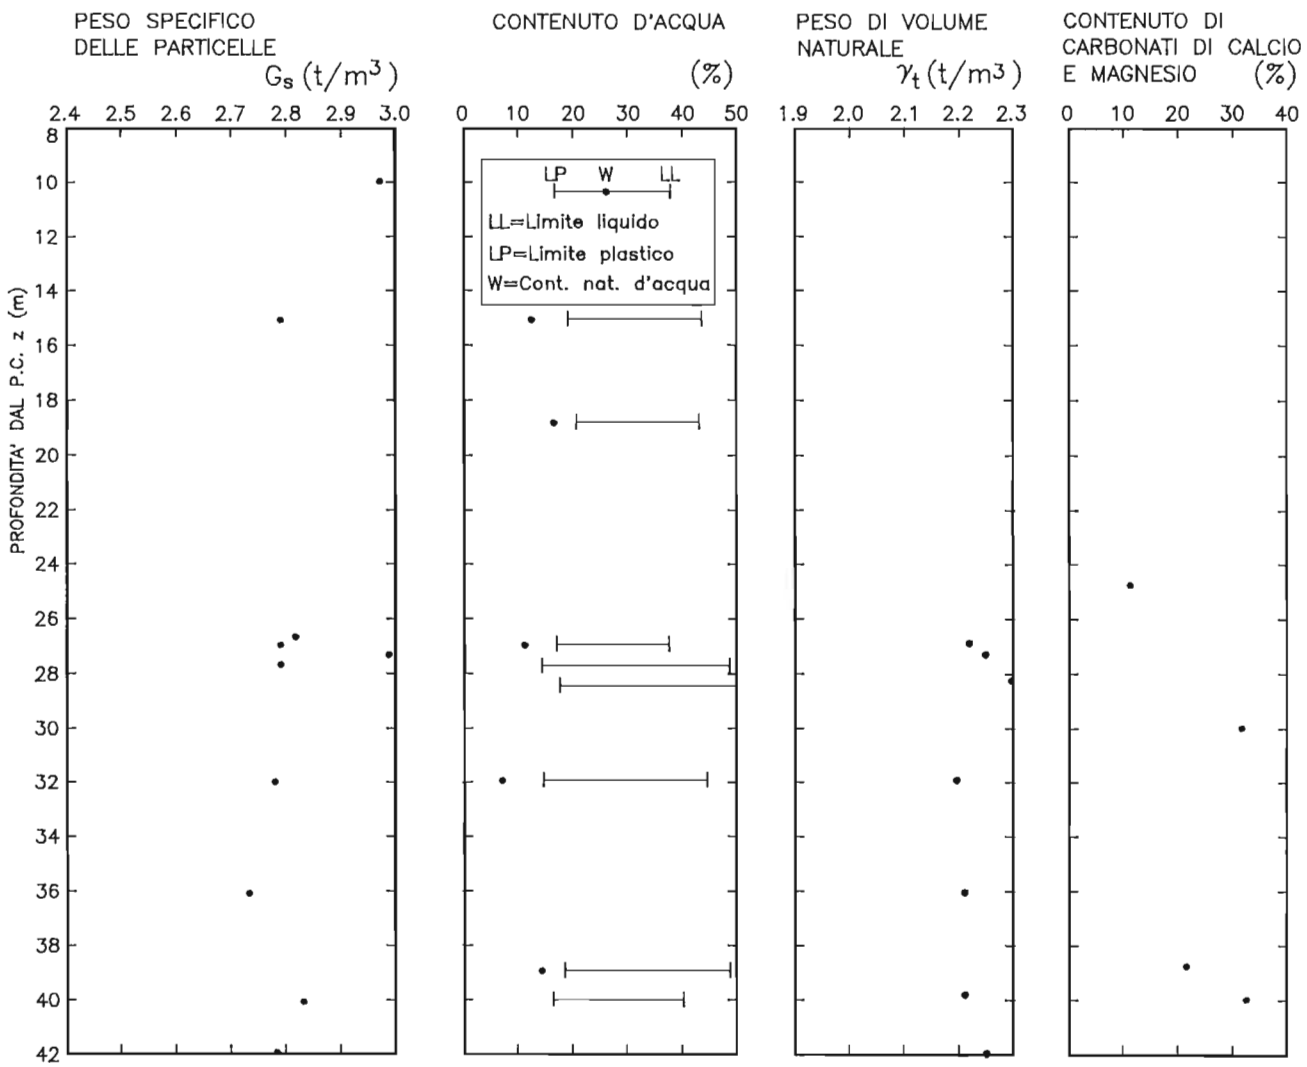 PESO SPECIFICO
DELLE PARTICELLE
Gs (t/m³)
2.4 2.5 2.6 2.7 2.8 2.9 3.0
CONTENUTO D'ACQUA
(%)
0 10 20 30 40 50
PESO DI VOLUME
NATURALE
γt (t/m³)
1.9 2.0 2.1 2.2 2.3
CONTENUTO DI
CARBONATI DI CALCIO
E MAGNESIO (%)
0 10 20 30 40
PROFONDITA' DAL P.C. z (m)
8
10
12
14
16
18
20
22
24
26
28
30
32
34
36
38
40
42
LP W LL
LL=Limite liquido
LP=Limite plastico
W=Cont. nat. d'acqua